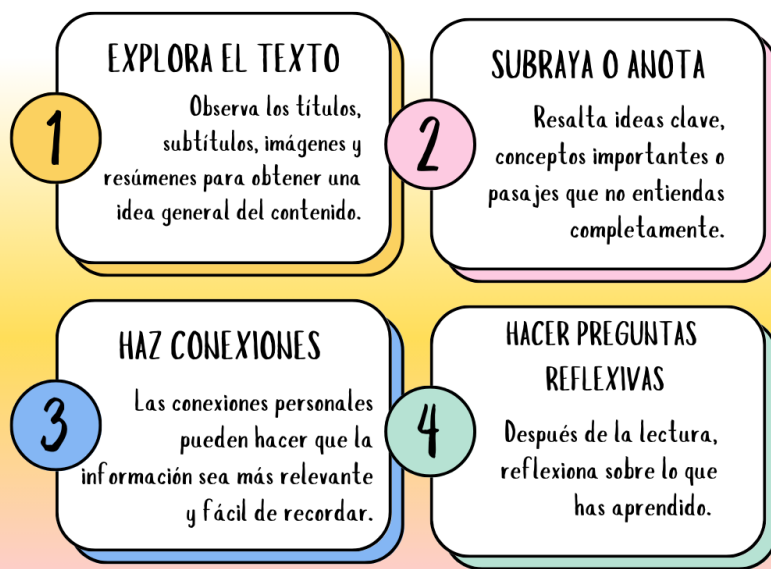 1
EXPLORA EL TEXTO
Observa los títulos,
subtítulos, imágenes y
resúmenes para obtener una
idea general del contenido.
2
SUBRAYA O ANOTA
Resalta ideas clave,
conceptos importantes o
pasajes que no entiendas
completamente.
3
HAZ CONEXIONES
Las conexiones personales
pueden hacer que la
información sea más relevante
y fácil de recordar.
4
HACER PREGUNTAS
REFLEXIVAS
Después de la lectura,
reflexiona sobre lo que
has aprendido.